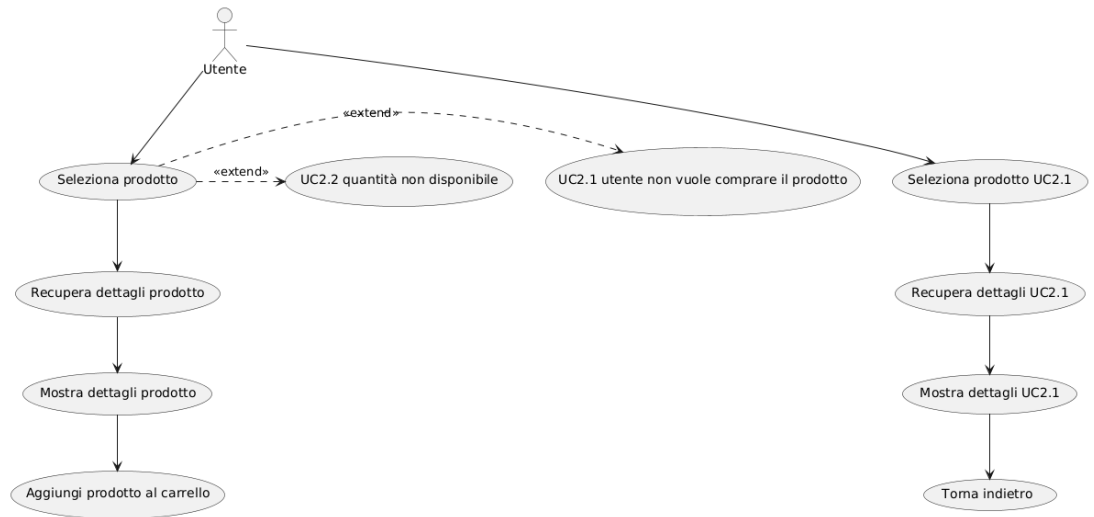 Utente
«extend»
«extend»
Seleziona prodotto
UC2.2 quantità non disponibile
UC2.1 utente non vuole comprare il prodotto
Seleziona prodotto UC2.1
Recupera dettagli prodotto
Recupera dettagli UC2.1
Mostra dettagli prodotto
Mostra dettagli UC2.1
Aggiungi prodotto al carrello
Torna indietro